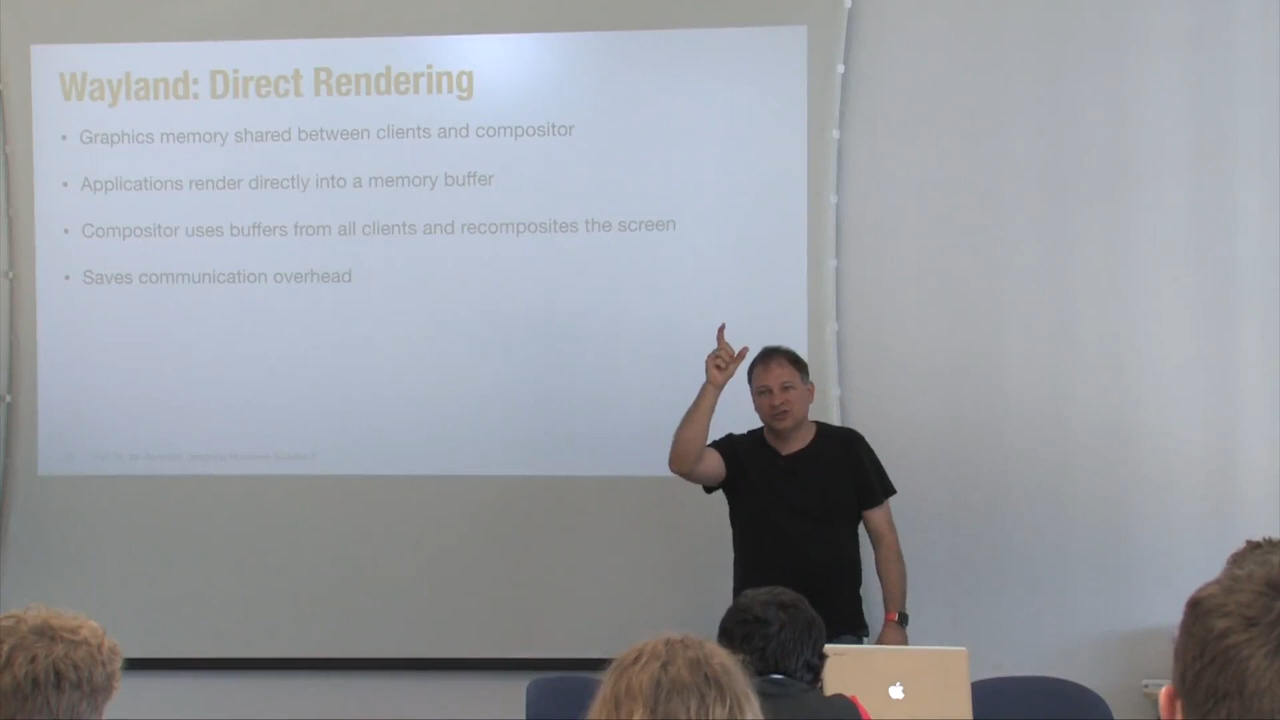 Wayland: Direct Rendering
• Graphics memory shared between clients and compositor
• Applications render directly into a memory buffer
• Compositor uses buffers from all clients and recomposites the screen
• Saves communication overhead